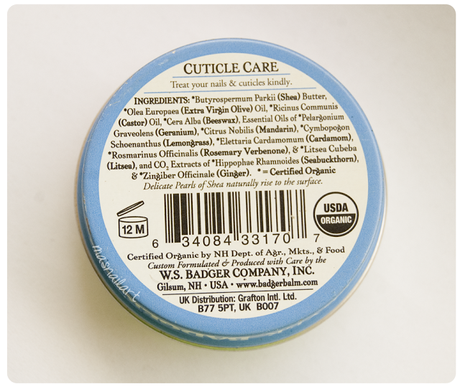 CUTICLE CARE
Treat your nails & cuticles kindly.
INGREDIENTS: *Butyrospermum Parkii (Shea) Butter,
*Olea Europaea (Extra Virgin Olive) Oil, *Ricinus Communis
(Castor) Oil, *Cera Alba (Beeswax), Essential Oils of *Pelargonium
Graveolens (Geranium), *Citrus Nobilis (Mandarin), *Cymbopogon
Schoenanthus (Lemongrass), *Elettaria Cardamomum (Cardamom),
*Rosmarinus Officinalis (Rosemary Verbenone), & *Litsea Cubeba
(Litsea), and CO₂ Extracts of *Hippophae Rhamnoides (Seabuckthorn),
& *Zingiber Officinale (Ginger). * = Certified Organic
Delicate Pearls of Shea naturally rise to the surface.
12 M
USDA
ORGANIC
6 34084 33170 7
Certified Organic by NH Dept. of Agr., Mkts., & Food
Custom Formulated & Produced with Care by the
W.S. BADGER COMPANY, INC.
Gilsum, NH • USA • www.badgerbalm.com
UK Distribution: Grafton Intl. Ltd.
B77 5PT, UK B007
magnailart